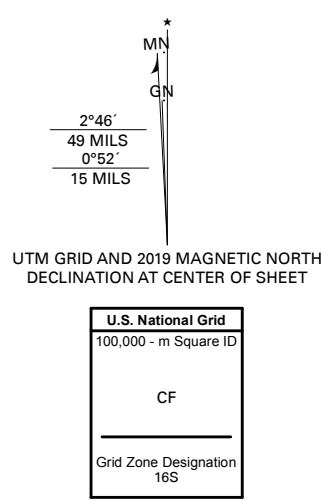 ★
MN
GN
2°46´
49 MILS
0°52´
15 MILS
UTM GRID AND 2019 MAGNETIC NORTH
DECLINATION AT CENTER OF SHEET
U.S. National Grid
100,000 - m Square ID
CF
Grid Zone Designation
16S